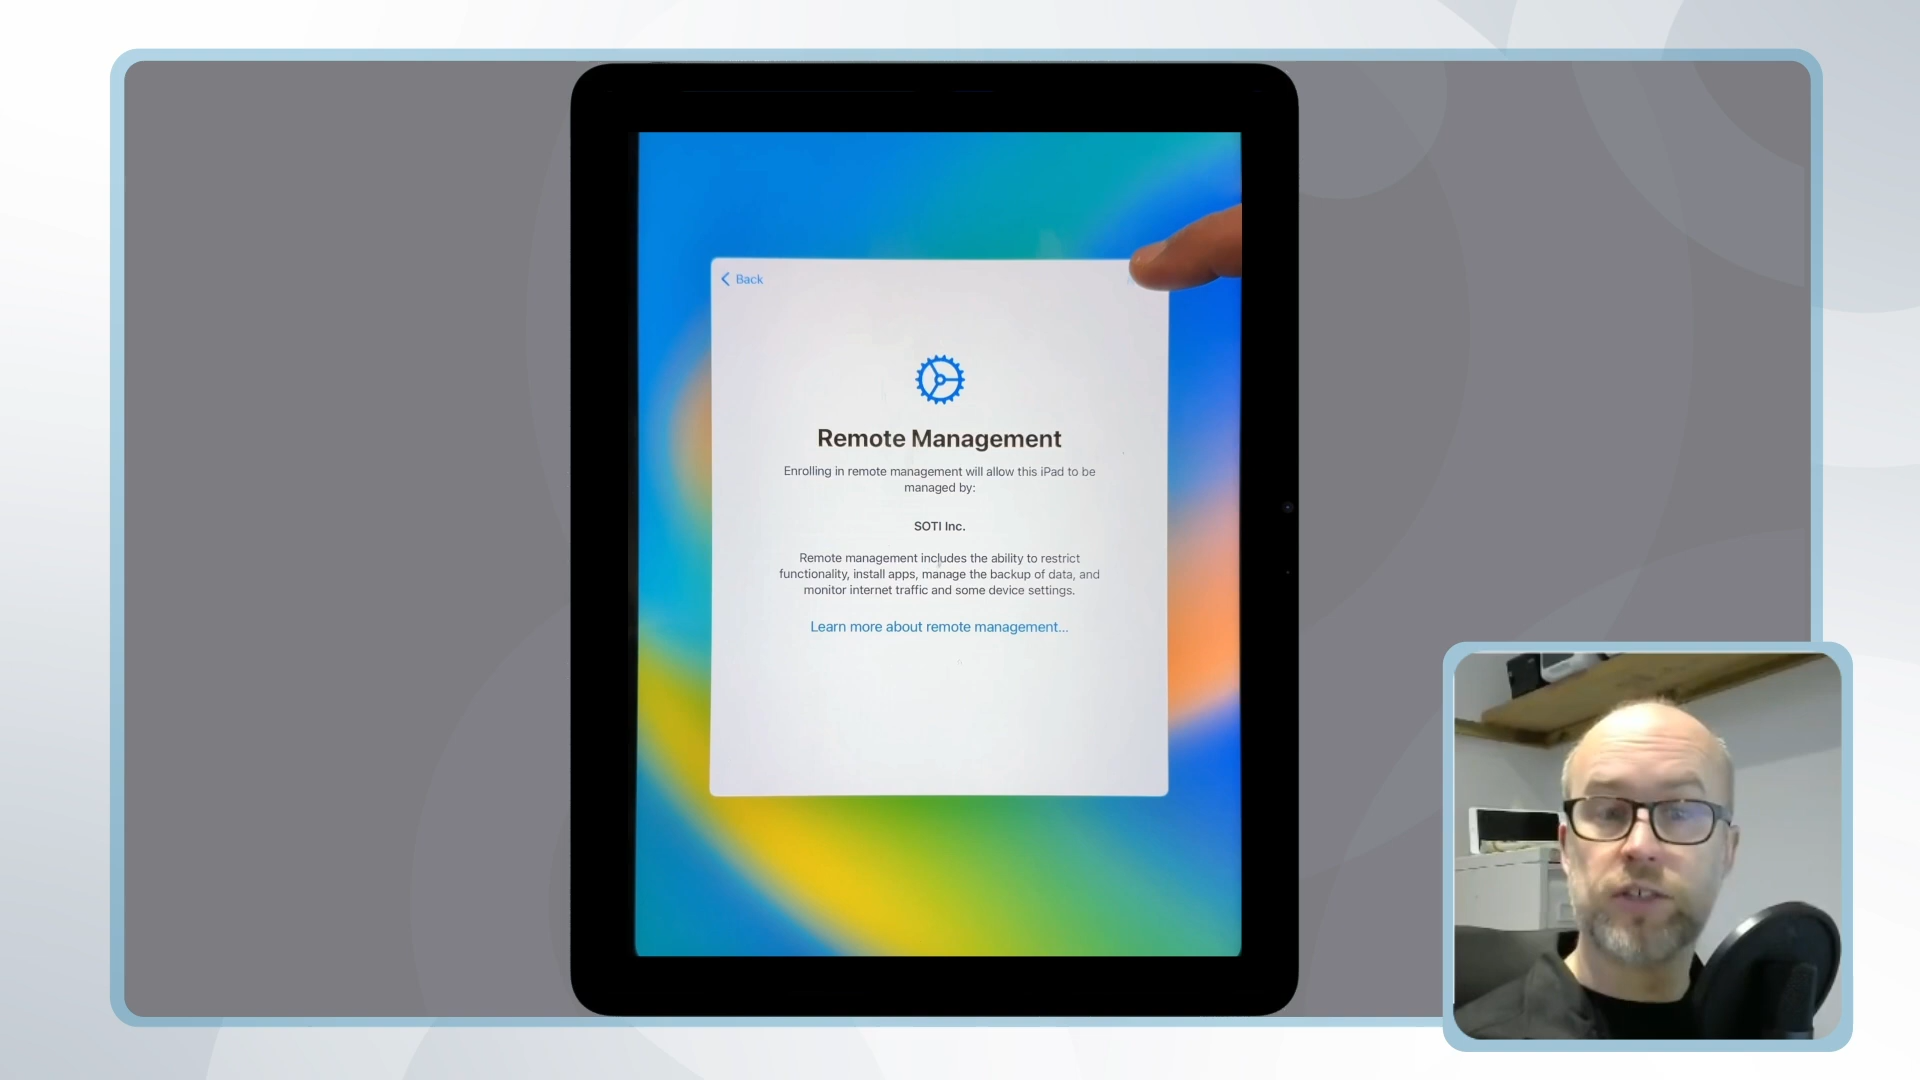 Back
Remote Management
Enrolling in remote management will allow this iPad to be
managed by:
SOTI Inc.
Remote management includes the ability to restrict
functionality, install apps, manage the backup of data, and
monitor internet traffic and some device settings.
Learn more about remote management...